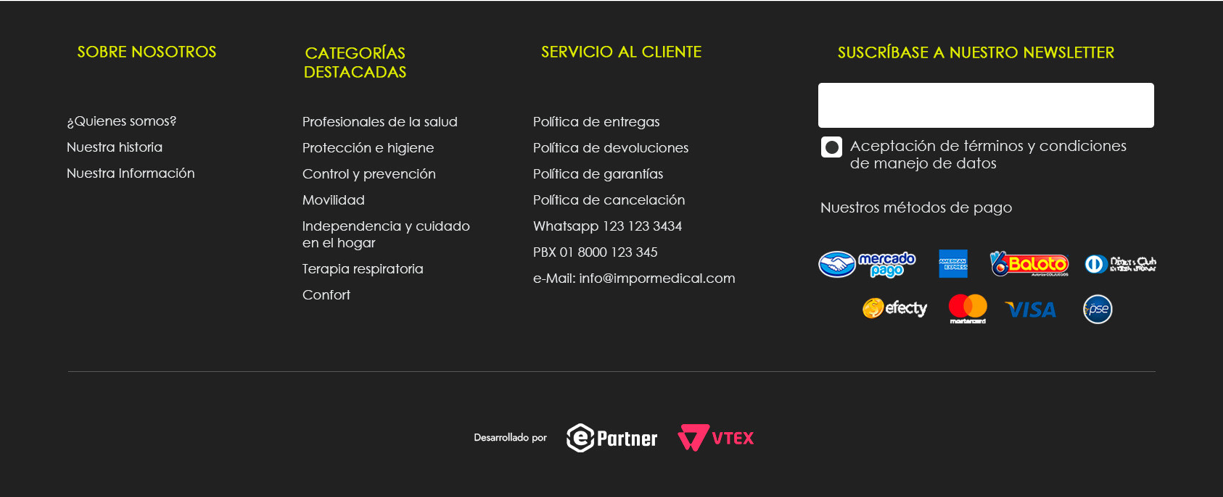 SOBRE NOSOTROS
¿Quienes somos?
Nuestra historia
Nuestra Información
CATEGORÍAS
DESTACADAS
Profesionales de la salud
Protección e higiene
Control y prevención
Movilidad
Independencia y cuidado
en el hogar
Terapia respiratoria
Confort
SERVICIO AL CLIENTE
Política de entregas
Política de devoluciones
Política de garantías
Política de cancelación
Whatsapp 123 123 3434
PBX 01 8000 123 345
e-Mail: info@impormedical.com
SUSCRÍBASE A NUESTRO NEWSLETTER
Aceptación de términos y condiciones
de manejo de datos
Nuestros métodos de pago
mercado
pago
AMERICAN
EXPRESS
Baloto
Diners Club
efecty
mastercard
VISA
pse
Desarrollado por
e Partner
VTEX